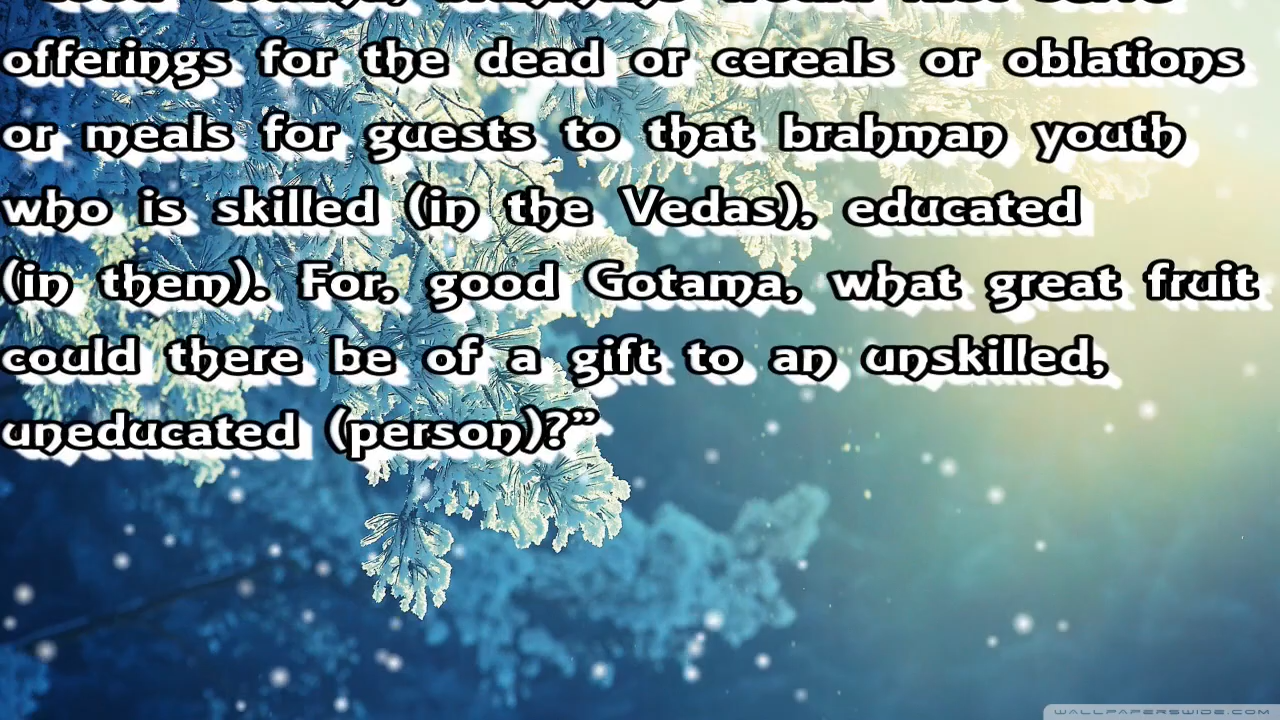 offerings for the dead or cereals or oblations
or meals for guests to that brahman youth
who is skilled (in the Vedas), educated
(in them). For, good Gotama, what great fruit
could there be of a gift to an unskilled,
uneducated (person)?”
WALLPAPERSWIDE.COM